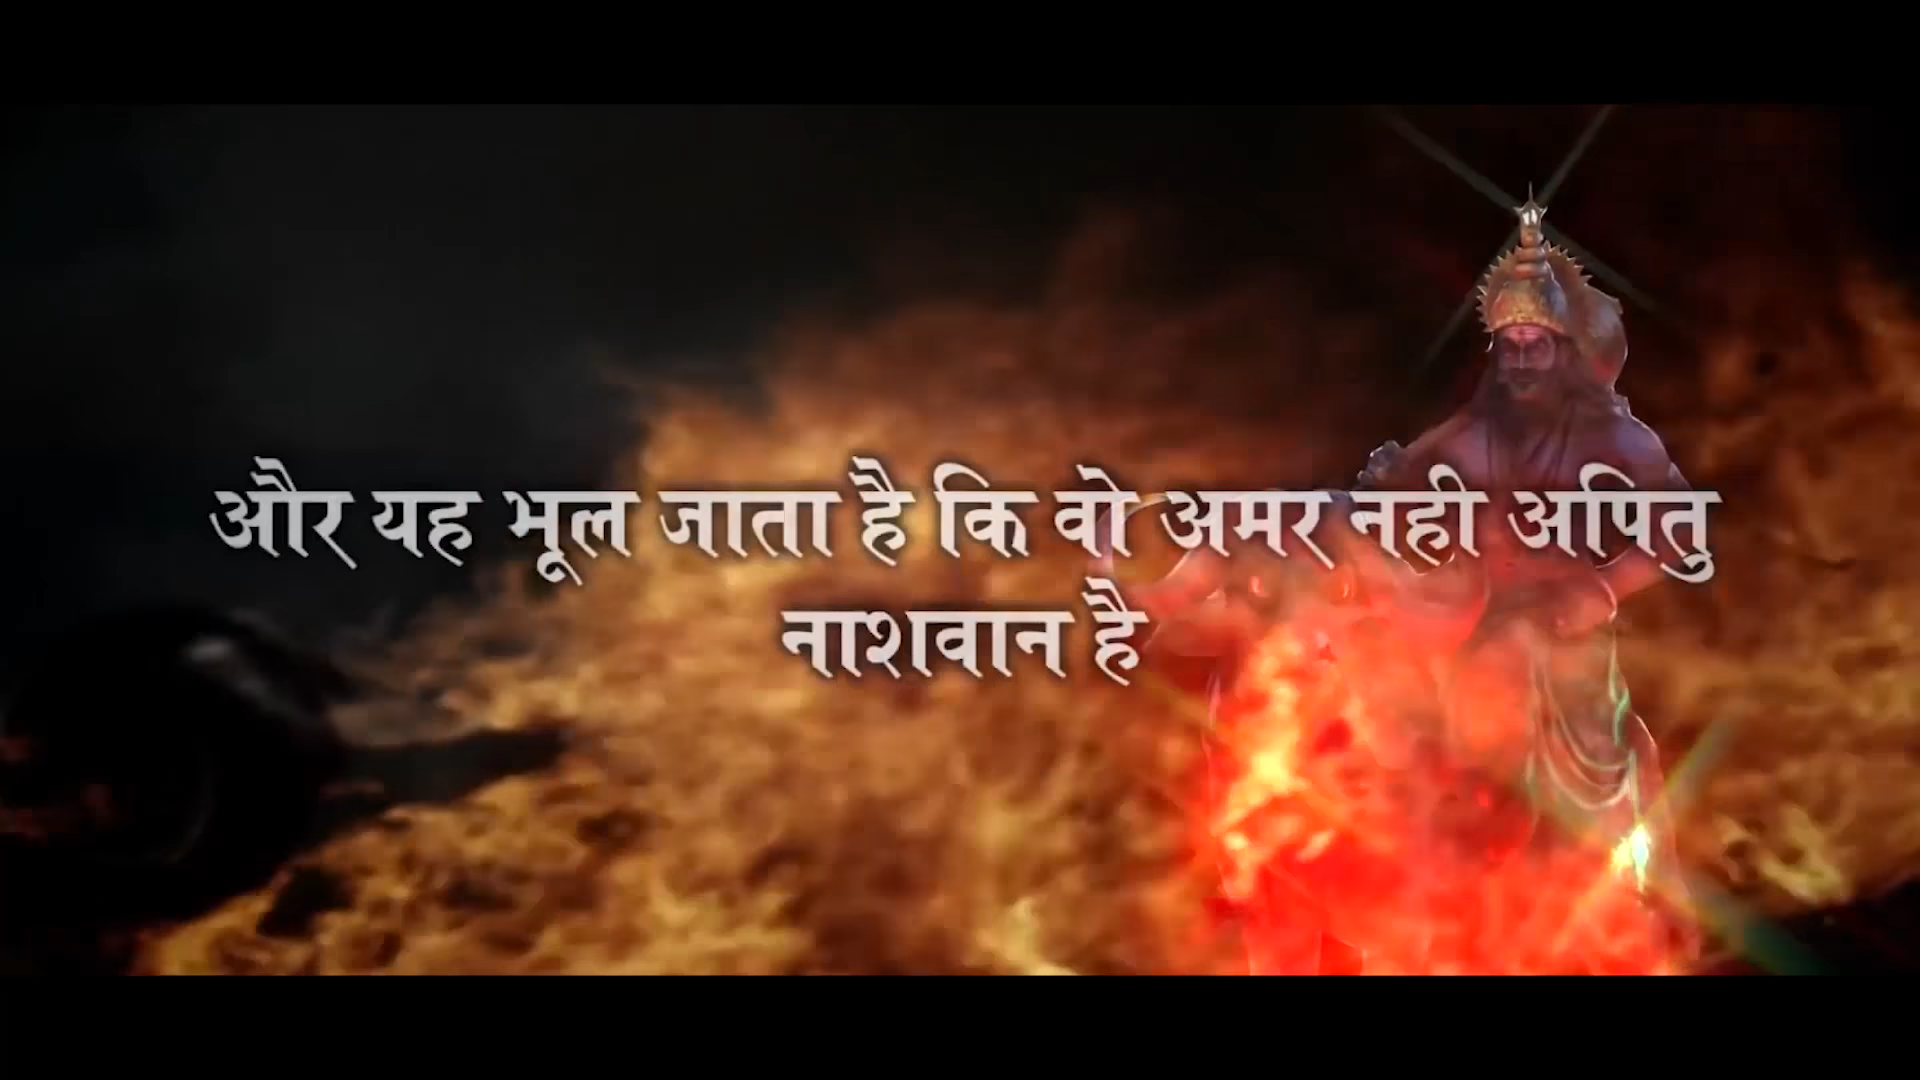 और यह भूल जाता है कि वो अमर नही अपितु
नाशवान है